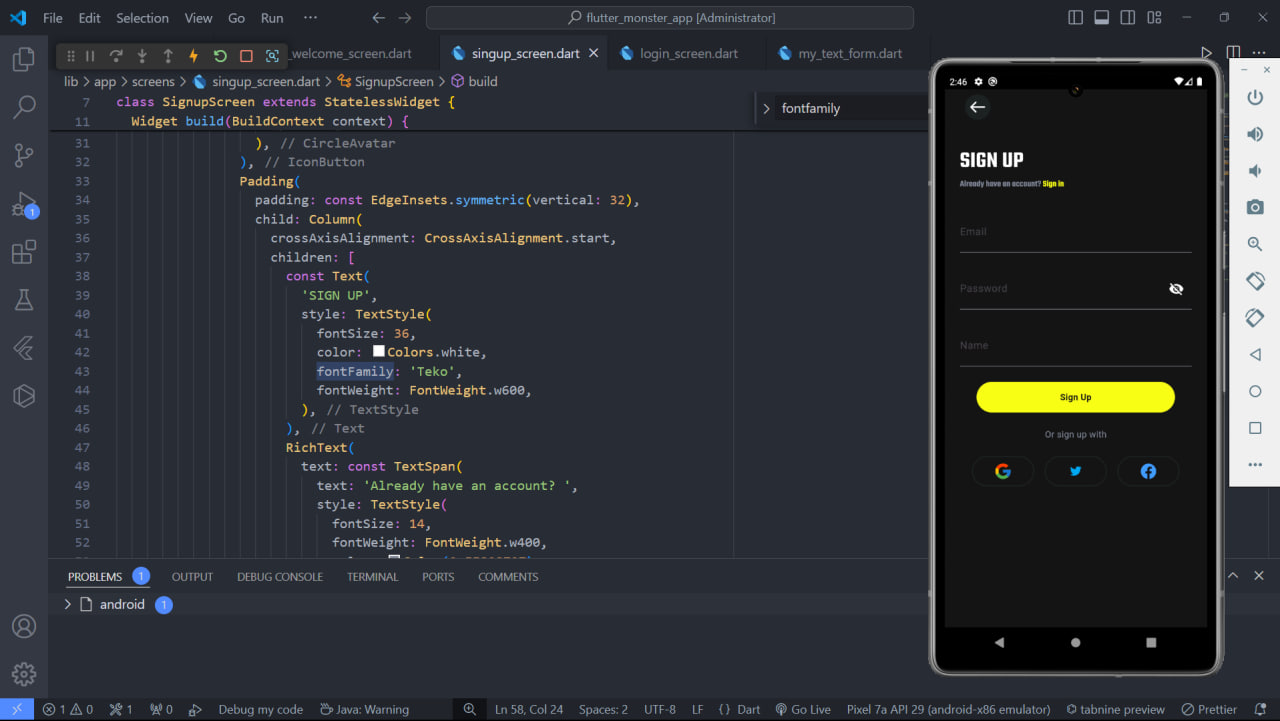 File Edit Selection View Go Run ··· flutter_monster_app [Administrator]
_welcome_screen.dart singup_screen.dart login_screen.dart my_text_form.dart
lib > app > screens > singup_screen.dart > SignupScreen > build
7 class SignupScreen extends StatelessWidget {
11 Widget build(BuildContext context) {
fontfamily
31 ), // CircleAvatar
32 ), // IconButton
33 Padding(
34 padding: const EdgeInsets.symmetric(vertical: 32),
35 child: Column(
36 crossAxisAlignment: CrossAxisAlignment.start,
37 children: [
38 const Text(
39 'SIGN UP',
40 style: TextStyle(
41 fontSize: 36,
42 color: Colors.white,
43 fontFamily: 'Teko',
44 fontWeight: FontWeight.w600,
45 ), // TextStyle
46 ), // Text
47 RichText(
48 text: const TextSpan(
49 text: 'Already have an account? ',
50 style: TextStyle(
51 fontSize: 14,
52 fontWeight: FontWeight.w400,
2:46
SIGN UP
Already have an account? Sign in
Email
Password
Name
Sign Up
Or sign up with
PROBLEMS 1 OUTPUT DEBUG CONSOLE TERMINAL PORTS COMMENTS
android 1
1
1 0 1 0 Debug my code Java: Warning Ln 58, Col 24 Spaces: 2 UTF-8 LF {} Dart Go Live Pixel 7a API 29 (android-x86 emulator) tabnine preview Prettier